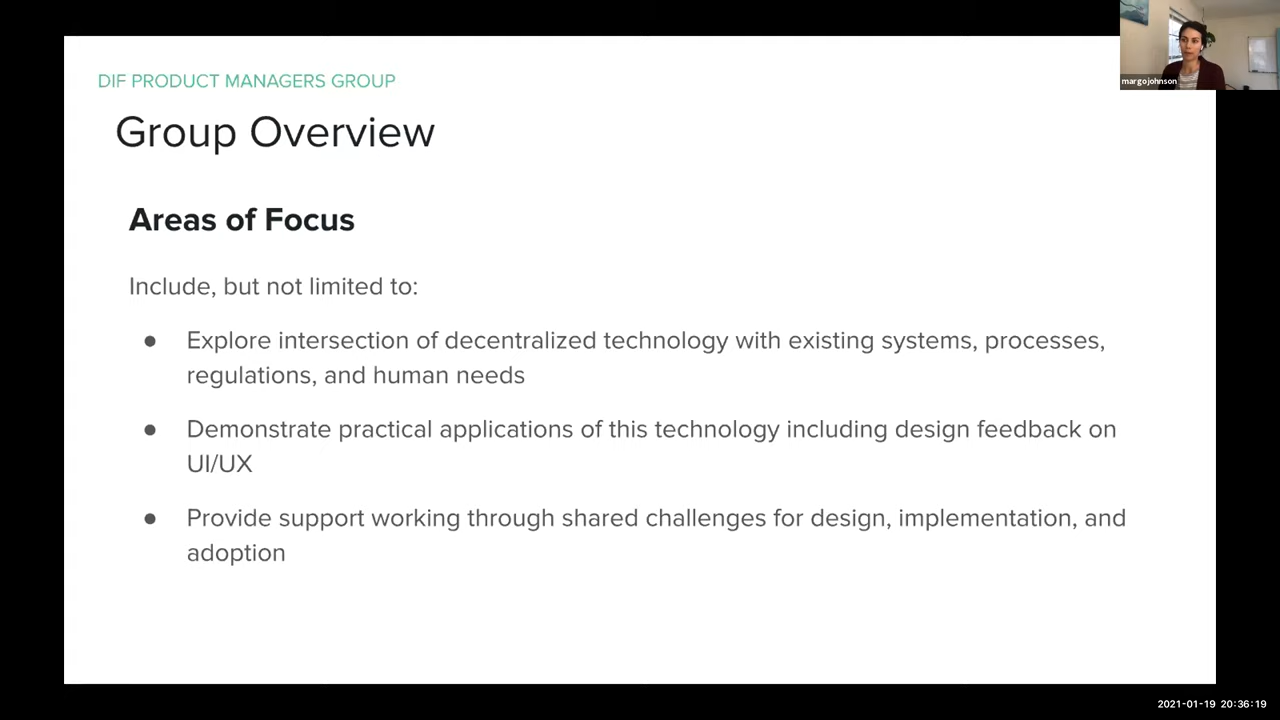 DIF PRODUCT MANAGERS GROUP
margojohnson
Group Overview
Areas of Focus
Include, but not limited to:
● Explore intersection of decentralized technology with existing systems, processes,
regulations, and human needs
● Demonstrate practical applications of this technology including design feedback on
UI/UX
● Provide support working through shared challenges for design, implementation, and
adoption
2021-01-19 20:36:19